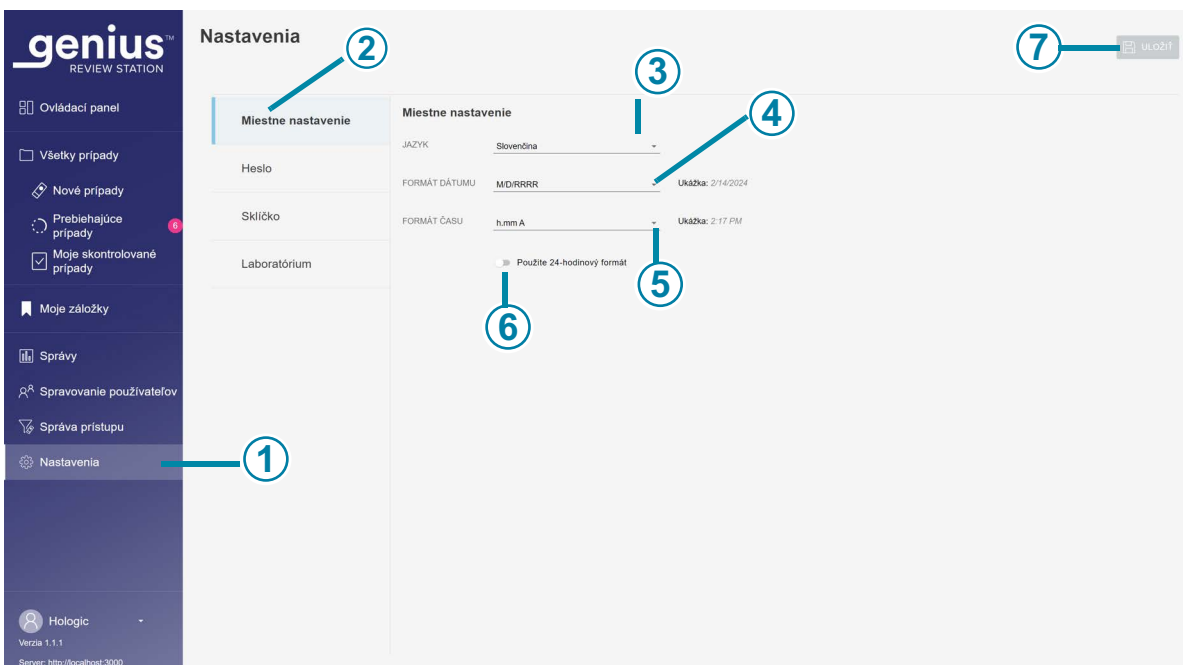 genius™
REVIEW STATION
Ovládací panel
Všetky prípady
Nové prípady
Prebiehajúce
prípady
6
Moje skontrolované
prípady
Moje záložky
Správy
Spravovanie používateľov
Správa prístupu
Nastavenia
Hologic
Verzia 1.1.1
Server: http://localhost:3000
Nastavenia
2
7
ULOŽIŤ
Miestne nastavenie
Heslo
Sklíčko
Laboratórium
Miestne nastavenie
3
4
JAZYK Slovenčina
FORMÁT DÁTUMU M/D/RRRR Ukážka: 2/14/2024
FORMÁT ČASU h.mm A Ukážka: 2:17 PM
Použite 24-hodinový formát
5
6
1